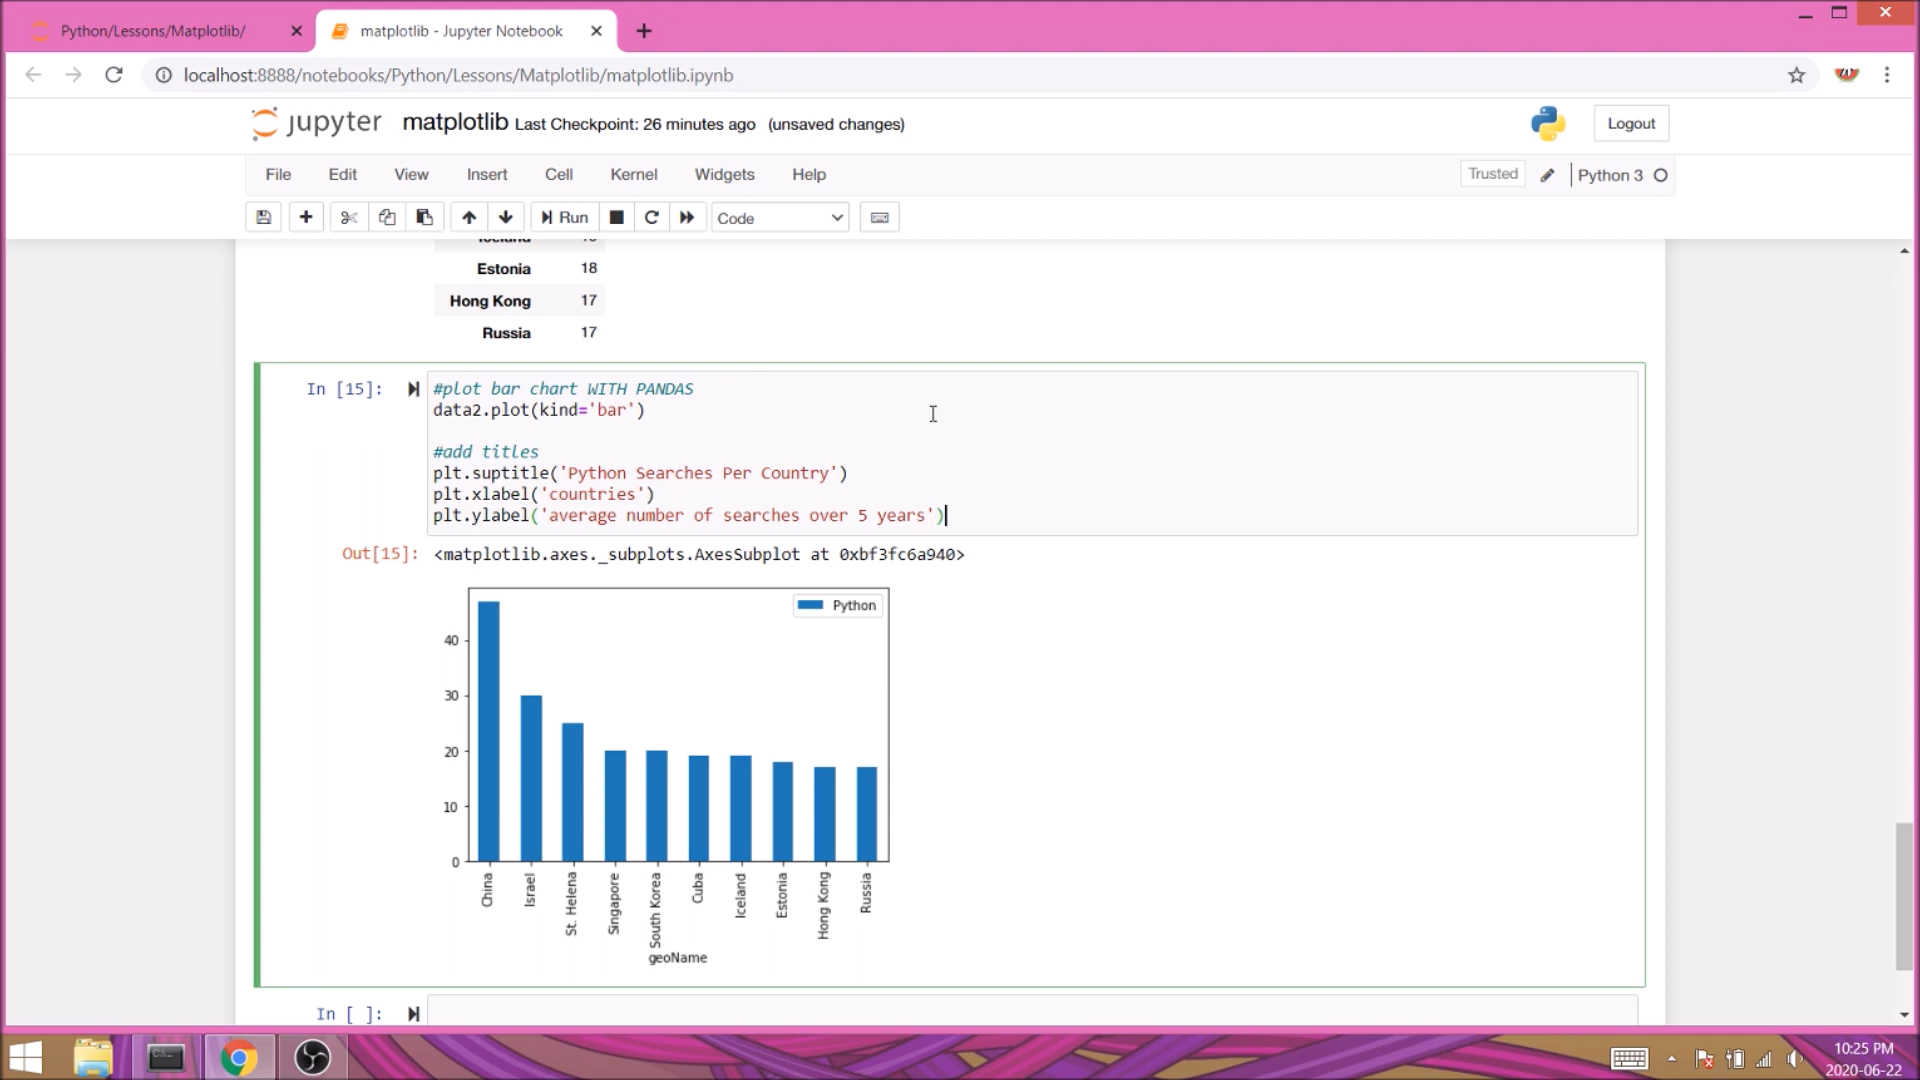 Python/Lessons/Matplotlib/
matplotlib - Jupyter Notebook
localhost:8888/notebooks/Python/Lessons/Matplotlib/matplotlib.ipynb
jupyter matplotlib Last Checkpoint: 26 minutes ago (unsaved changes)
Logout
File Edit View Insert Cell Kernel Widgets Help
Trusted Python 3
Run Code
Iceland
Estonia 18
Hong Kong 17
Russia 17
In [15]:
#plot bar chart WITH PANDAS
data2.plot(kind='bar')
#add titles
plt.suptitle('Python Searches Per Country')
plt.xlabel('countries')
plt.ylabel('average number of searches over 5 years')
Out[15]: <matplotlib.axes._subplots.AxesSubplot at 0xbf3fc6a940>
Python
40
30
20
10
0
China
Israel
St. Helena
Singapore
South Korea
Cuba
Iceland
Estonia
Hong Kong
Russia
geoName
In [ ]:
10:25 PM
2020-06-22